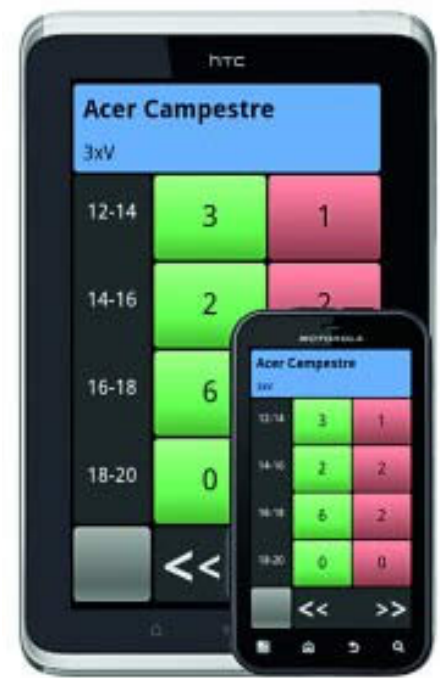 htc
Acer Campestre
3xV
12-14 3 1
14-16 2 2
16-18 6
18-20 0
<<
MOTOROLA
Acer Campestre
3xV
12-14 3 1
14-16 2 2
16-18 6 2
18-20 0 0
<< >>